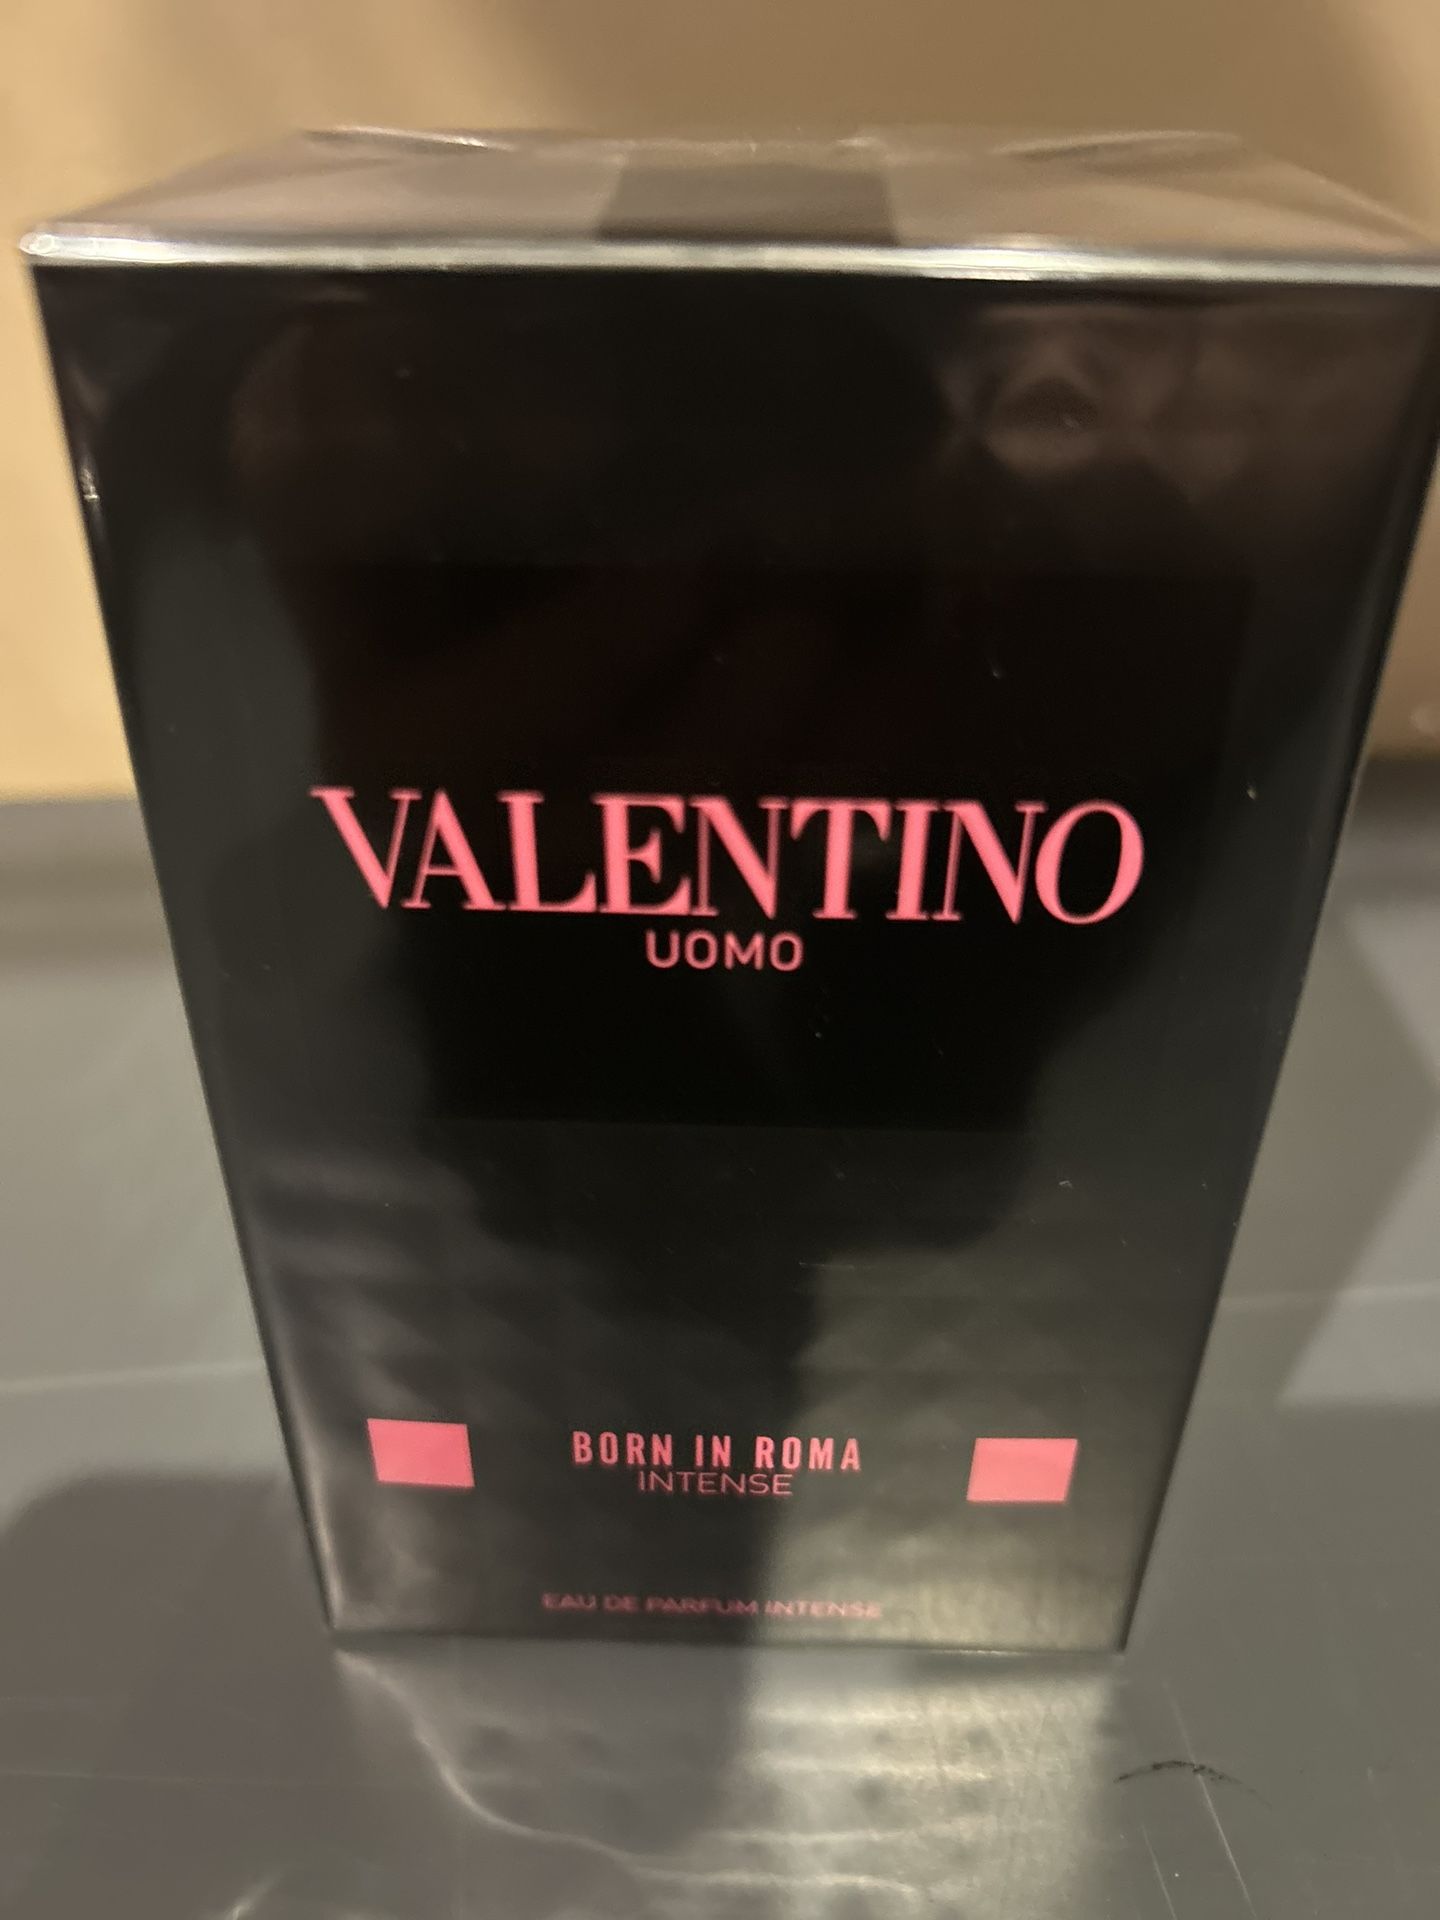 VALENTINO
UOMO
BORN IN ROMA
INTENSE
EAU DE PARFUM INTENSE